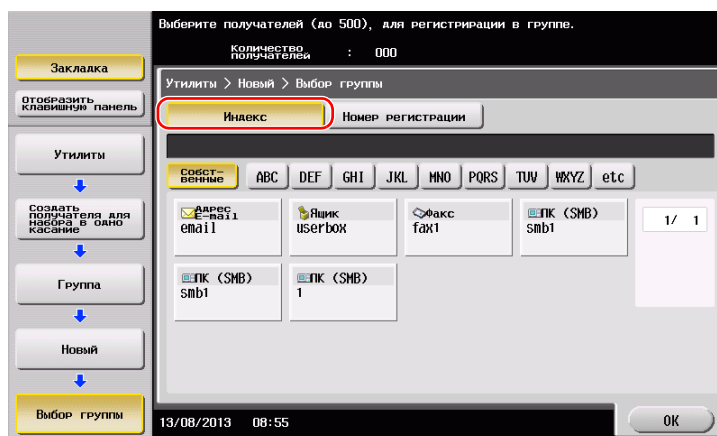 Выберите получателей (до 500), для регистрирации в группе.
Количество
получателей : 000
Закладка
Отобразить
клавишную панель
Утилиты
Создать
получателя для
набора в одно
касание
Группа
Новый
Выбор группы
Утилиты > Новый > Выбор группы
Индекс
Номер регистрации
Собст-
венные ABC DEF GHI JKL MNO PQRS TUV WXYZ etc
Адрес
E-mail
email
Ящик
userbox
Факс
fax1
ПК (SMB)
smb1
1/ 1
ПК (SMB)
smb1
ПК (SMB)
1
13/08/2013 08:55
OK